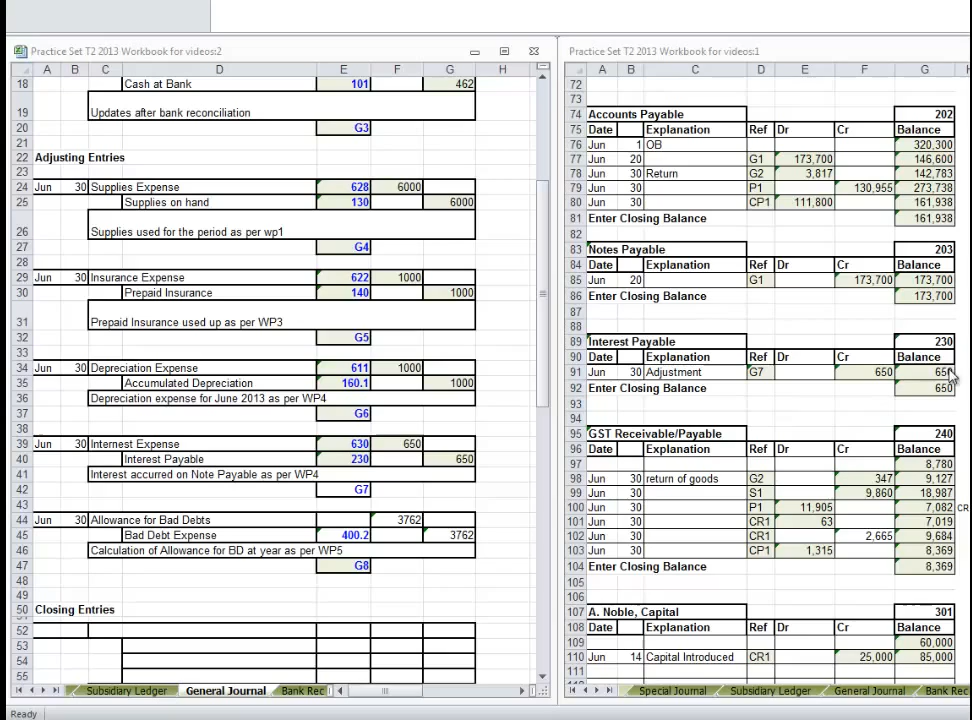 Practice Set T2 2013 Workbook for videos:2
A B C D E F G H
18 Cash at Bank 101 462
19 Updates after bank reconciliation
20 G3
21
22 Adjusting Entries
23
24 Jun 30 Supplies Expense 628 6000
25 Supplies on hand 130 6000
26 Supplies used for the period as per wp1
27 G4
28
29 Jun 30 Insurance Expense 622 1000
30 Prepaid Insurance 140 1000
31 Prepaid Insurance used up as per WP3
32 G5
33
34 Jun 30 Depreciation Expense 611 1000
35 Accumulated Depreciation 160.1 1000
36 Depreciation expense for June 2013 as per WP4
37 G6
38
39 Jun 30 Internest Expense 630 650
40 Interest Payable 230 650
41 Interest accurred on Note Payable as per WP4
42 G7
43
44 Jun 30 Allowance for Bad Debts 3762
45 Bad Debt Expense 400.2 3762
46 Calculation of Allowance for BD at year as per WP5
47 G8
48
49
50 Closing Entries
52
53
54
55
Subsidiary Ledger General Journal Bank Rec
Ready
Practice Set T2 2013 Workbook for videos:1
A B C D E F G
72
73
74 Accounts Payable 202
75 Date Explanation Ref Dr Cr Balance
76 Jun 1 OB 320,300
77 Jun 20 G1 173,700 146,600
78 Jun 30 Return G2 3,817 142,783
79 Jun 30 P1 130,955 273,738
80 Jun 30 CP1 111,800 161,938
81 Enter Closing Balance 161,938
82
83 Notes Payable 203
84 Date Explanation Ref Dr Cr Balance
85 Jun 20 G1 173,700 173,700
86 Enter Closing Balance 173,700
87
88
89 Interest Payable 230
90 Date Explanation Ref Dr Cr Balance
91 Jun 30 Adjustment G7 650 650
92 Enter Closing Balance 650
93
94
95 GST Receivable/Payable 240
96 Date Explanation Ref Dr Cr Balance
97 8,780
98 Jun 30 return of goods G2 347 9,127
99 Jun 30 S1 9,860 18,987
100 Jun 30 P1 11,905 7,082 CR
101 Jun 30 CR1 63 7,019
102 Jun 30 CR1 2,665 9,684
103 Jun 30 CP1 1,315 8,369
104 Enter Closing Balance 8,369
105
106
107 A. Noble, Capital 301
108 Date Explanation Ref Dr Cr Balance
109 60,000
110 Jun 14 Capital Introduced CR1 25,000 85,000
111
Special Journal Subsidiary Ledger General Journal Bank Rec